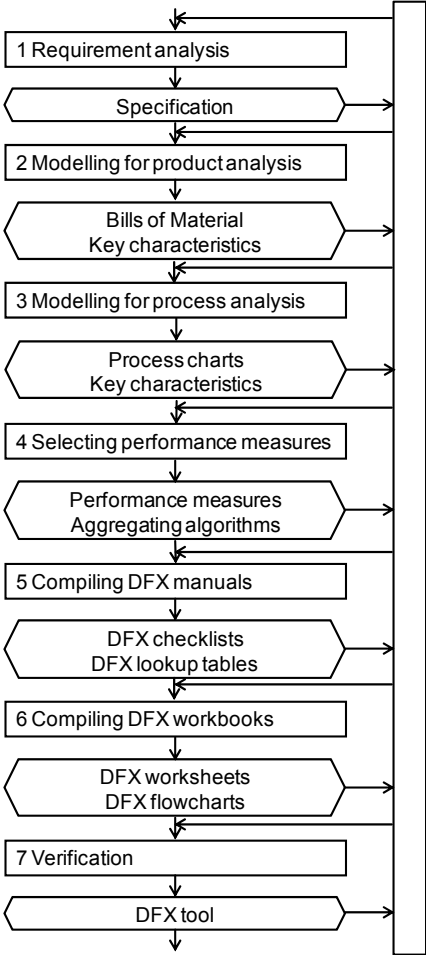 1 Requirement analysis
Specification
2 Modelling for product analysis
Bills of Material
Key characteristics
3 Modelling for process analysis
Process charts
Key characteristics
4 Selecting performance measures
Performance measures
Aggregating algorithms
5 Compiling DFX manuals
DFX checklists
DFX lookup tables
6 Compiling DFX workbooks
DFX worksheets
DFX flowcharts
7 Verification
DFX tool